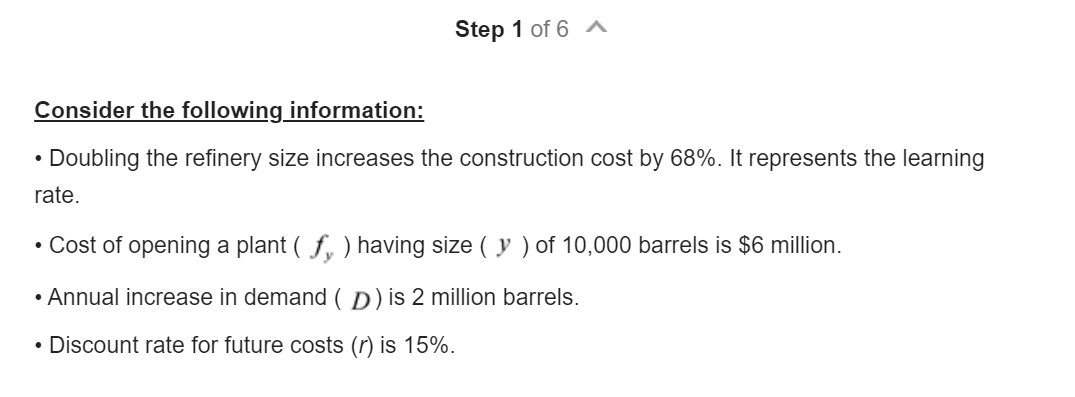 Step 1 of 6
Consider the following information:
• Doubling the refinery size increases the construction cost by 68%. It represents the learning
rate.
• Cost of opening a plant ( fy ) having size ( y ) of 10,000 barrels is $6 million.
• Annual increase in demand ( D ) is 2 million barrels.
• Discount rate for future costs (r) is 15%.